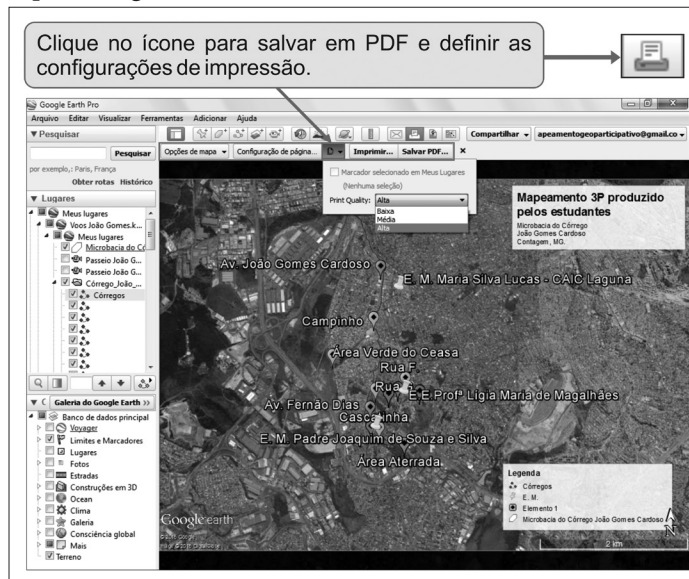 Clique no ícone para salvar em PDF e definir as
configurações de impressão.
Google Earth Pro
Arquivo Editar Visualizar Ferramentas Adicionar Ajuda
▼ Pesquisar
Pesquisar
por exemplo,: Paris, França
Obter rotas Histórico
▼ Lugares
Meus lugares
Voos João Gomes.k...
Meus lugares
Microbacia do Có
Passeio João G...
Passeio João G...
Córrego_João_...
Córregos
Galeria do Google Earth >>
Banco de dados principal
Voyager
Limites e Marcadores
Lugares
Fotos
Estradas
Construções em 3D
Ocean
Clima
Galeria
Consciência global
Mais
Terreno
Compartilhar
apeamentogeoparticipativo@gmail.co
Opções de mapa
Configuração de página...
Imprimir...
Salvar PDF...
Marcador selecionado em Meus Lugares
(Nenhuma seleção)
Print Quality: Alta
Baixa
Média
Alta
Mapeamento 3P produzido
pelos estudantes
Microbacia do Córrego
João Gomes Cardoso
Contagem, MG.
Av. João Gomes Cardoso
E. M. Maria Silva Lucas - CAIC Laguna
Campinho
Área Verde do Ceasa
Rua F
Rua
E.E Profª Ligia Maria de Magalhães
Av. Fernão Dias
Cascalinha
E. M. Padre Joaquim de Souza e Silva
Área Aterrada
Legenda
Córregos
E. M.
Elemento 1
Microbacia do Córrego João Gomes Cardoso
Google earth
N
2 km